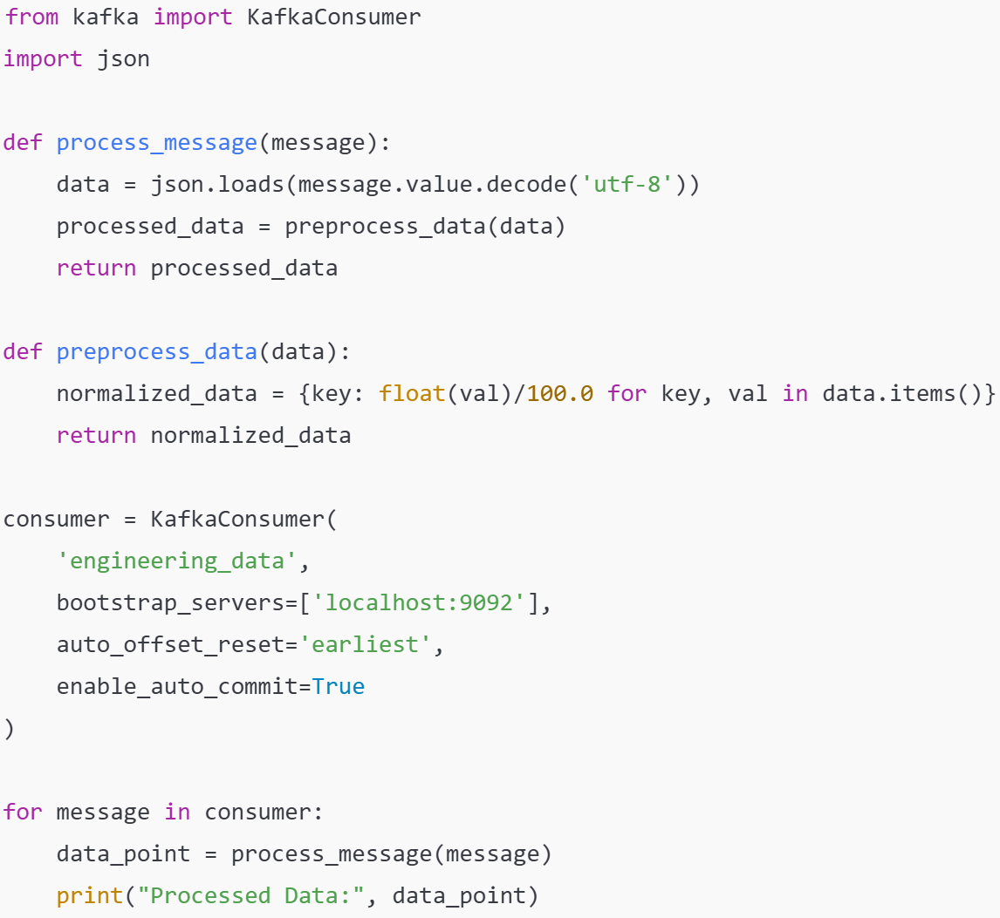 from kafka import KafkaConsumer
import json
def process_message(message):
    data = json.loads(message.value.decode('utf-8'))
    processed_data = preprocess_data(data)
    return processed_data
def preprocess_data(data):
    normalized_data = {key: float(val)/100.0 for key, val in data.items()}
    return normalized_data
consumer = KafkaConsumer(
    'engineering_data',
    bootstrap_servers=['localhost:9092'],
    auto_offset_reset='earliest',
    enable_auto_commit=True
)
for message in consumer:
    data_point = process_message(message)
    print("Processed Data:", data_point)